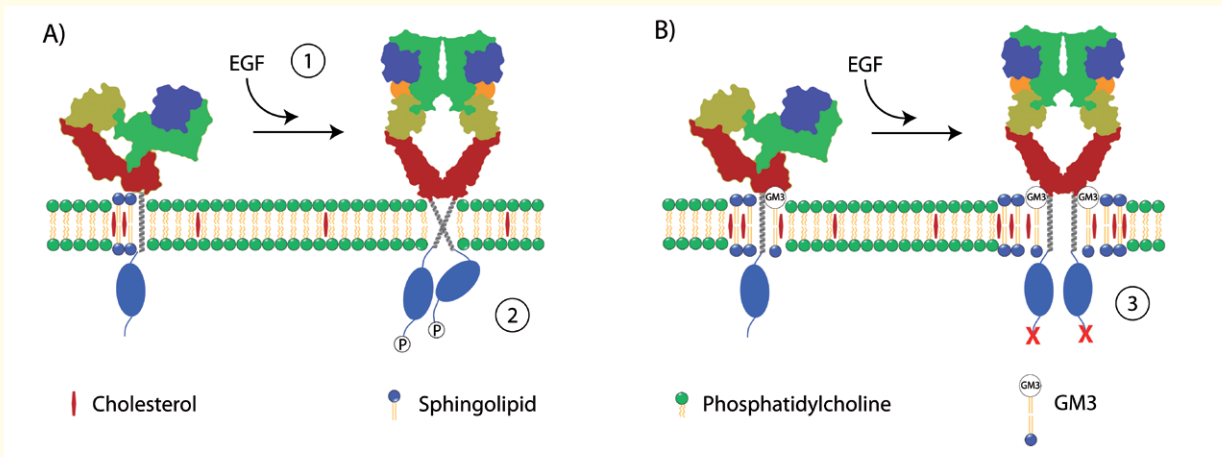 A)
EGF
1
P
P
2
B)
EGF
GM3
GM3
GM3
X
X
3
Cholesterol
Sphingolipid
Phosphatidylcholine
GM3
GM3